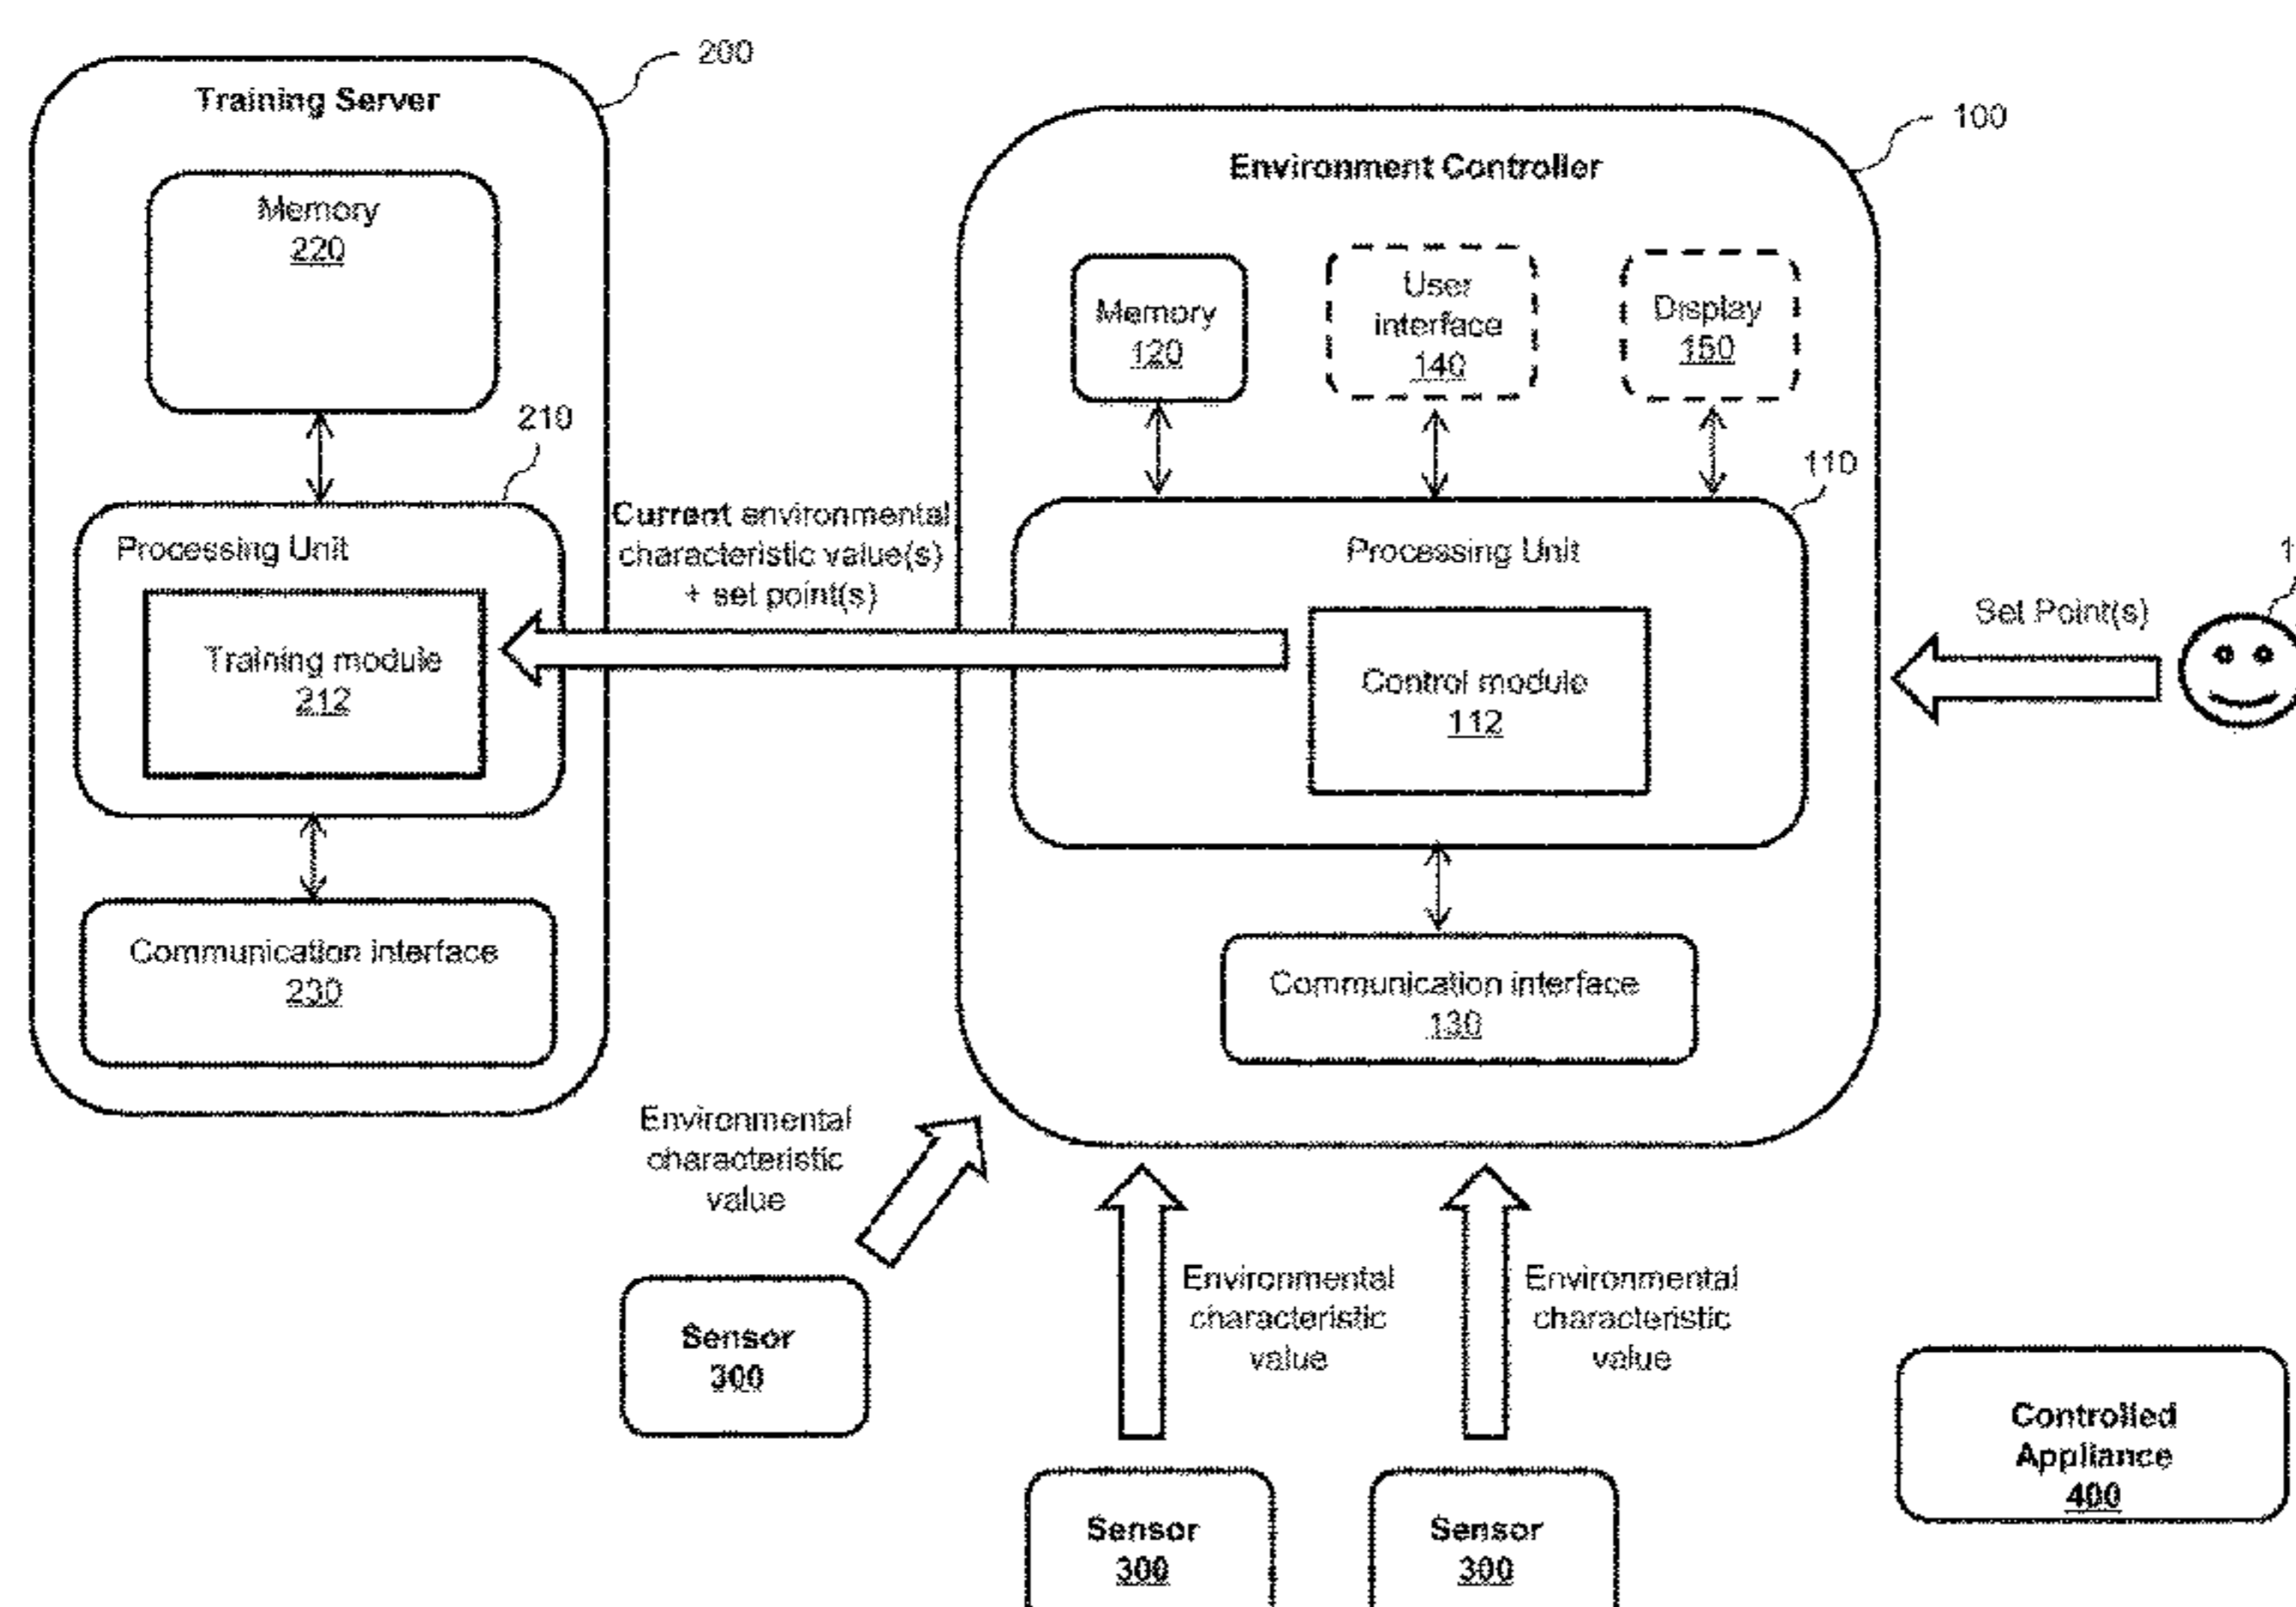 200
Training Server
Memory
220
210
Processing Unit
Training module
212
Communication interface
230
Current environmental
characteristic value(s)
+ set point(s)
100
Environment Controller
Memory
120
User
interface
140
Display
150
110
Processing Unit
Control module
112
Communication interface
130
Set Point(s)
Environmental
characteristic
value
Sensor
300
Environmental
characteristic
value
Sensor
300
Environmental
characteristic
value
Sensor
300
Controlled
Appliance
400